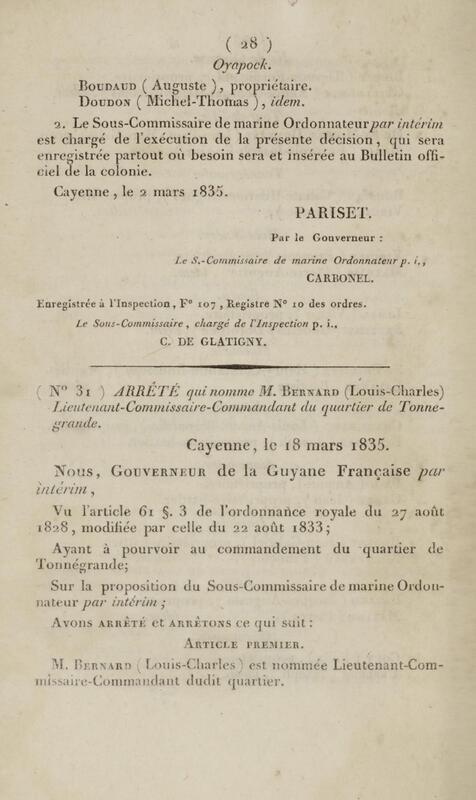 ( 28 )
Oyapock.
BOUDAUD ( Auguste ), propriétaire.
DOUDON ( Michel-Thomas ), idem.
2. Le Sous-Commissaire de marine Ordonnateur par intérim
est chargé de l'exécution de la présente décision, qui sera
enregistrée partout où besoin sera et insérée au Bulletin offi-
ciel de la colonie.
Cayenne, le 2 mars 1835.
PARISET.
Par le Gouverneur :
Le S.-Commissaire de marine Ordonnateur p. i.,
CARBONEL.
Enregistrée à l'Inspection, F° 107, Registre N° 10 des ordres.
Le Sous-Commissaire, chargé de l'Inspection p. i.,
C. DE GLATIGNY.
( N° 31 ) ARRÊTÉ qui nomme M. BERNARD (Louis-Charles)
Lieutenant-Commissaire-Commandant du quartier de Tonne-
grande.
Cayenne, le 18 mars 1835.
Nous, GOUVERNEUR de la Guyane Française par
intérim,
Vu l'article 61 §. 3 de l'ordonnance royale du 27 août
1828, modifiée par celle du 22 août 1833;
Ayant à pourvoir au commandement du quartier de
Tonnégrande;
Sur la proposition du Sous-Commissaire de marine Ordon-
nateur par intérim;
Avons ARRÊTÉ et ARRÊTONS ce qui suit :
ARTICLE PREMIER.
M. BERNARD ( Louis-Charles ) est nommée Lieutenant-Com-
missaire-Commandant dudit quartier.